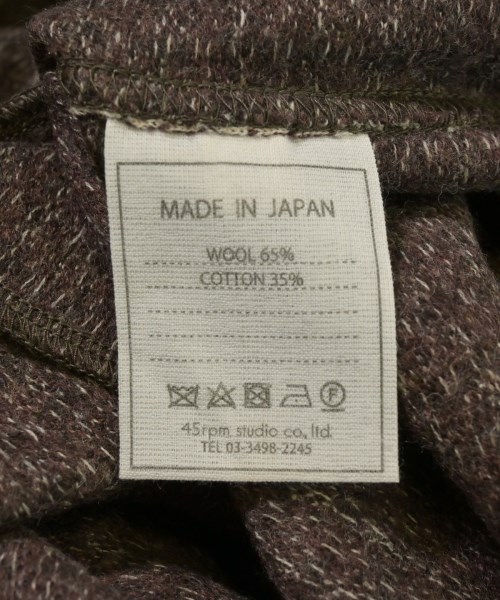 MADE IN JAPAN
WOOL 65%
COTTON 35%
F
45rpm studio co., ltd.
TEL 03-3498-2245